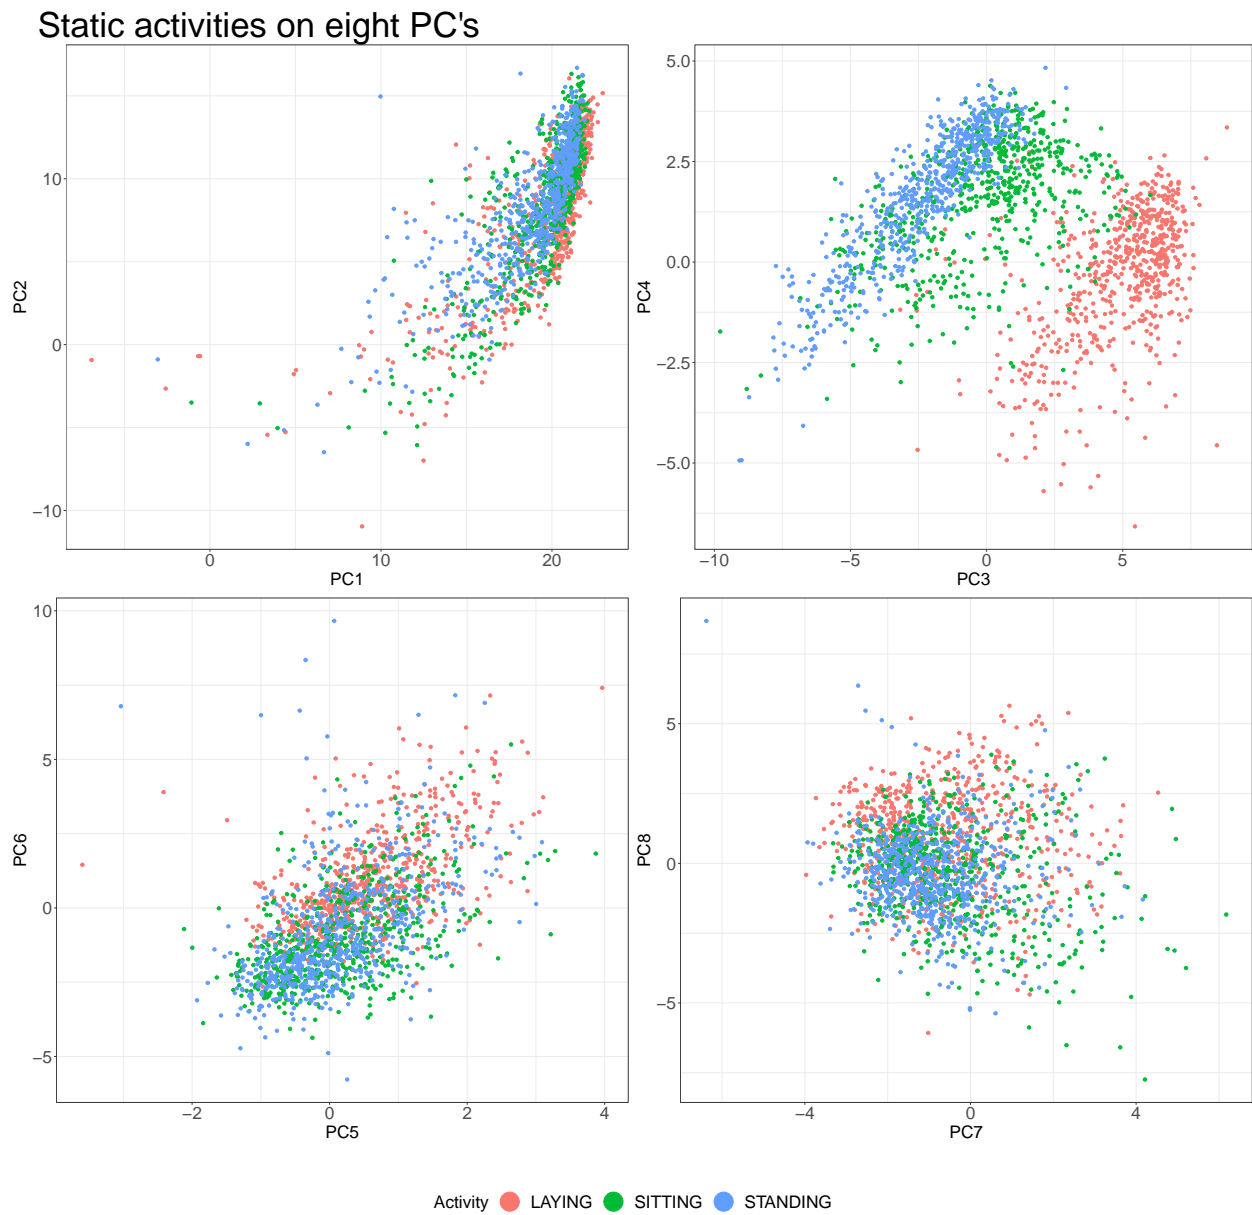 Static activities on eight PC's
10
0
−10
PC2
0
10
20
PC1
5.0
2.5
0.0
−2.5
−5.0
PC4
−10
−5
0
5
PC3
10
5
0
−5
PC6
−2
0
2
4
PC5
5
0
−5
PC8
−4
0
4
PC7
Activity LAYING SITTING STANDING